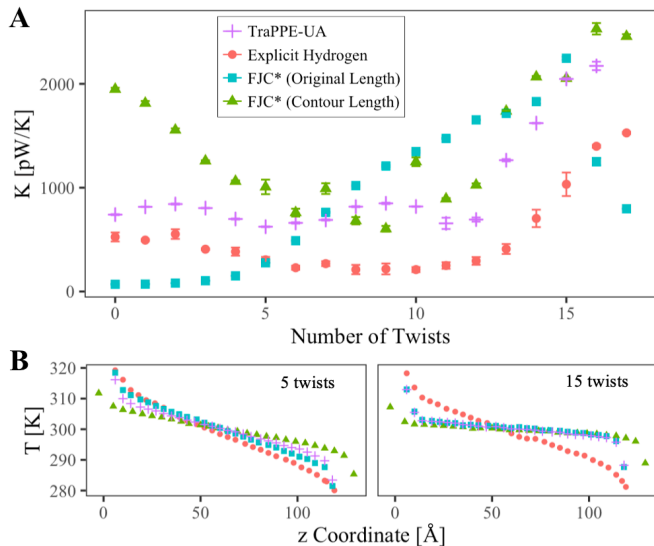 A
TraPPE-UA
Explicit Hydrogen
FJC* (Original Length)
FJC* (Contour Length)
K [pW/K]
2000
1000
0
0 5 10 15
Number of Twists
B
T [K]
320
310
300
290
280
5 twists
15 twists
0 50 100
0 50 100
z Coordinate [Å]